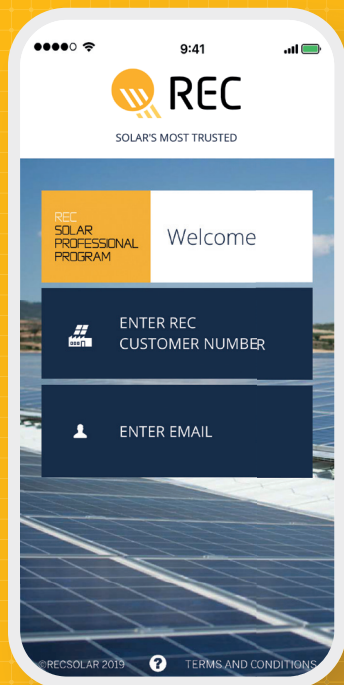 9:41
REC
SOLAR'S MOST TRUSTED
REC
SOLAR
PROFESSIONAL
PROGRAM
Welcome
ENTER REC
CUSTOMER NUMBER
ENTER EMAIL
©RECSOLAR 2019 ? TERMS AND CONDITIONS